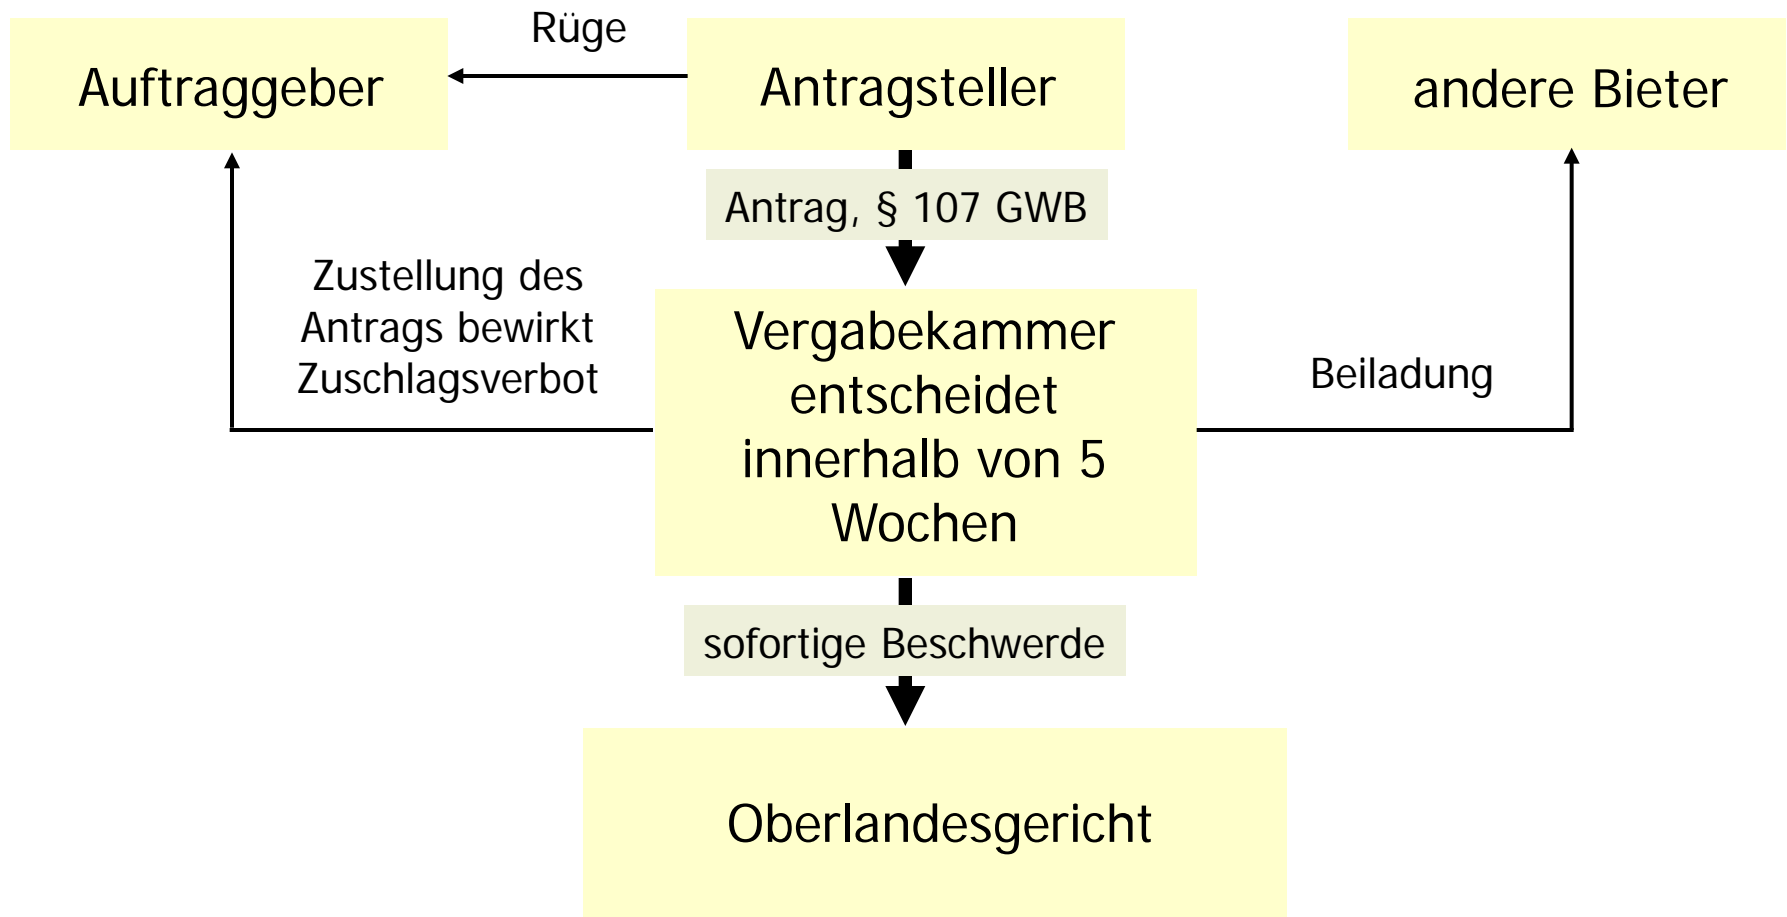 Rüge
Auftraggeber
Antragsteller
andere Bieter
Antrag, § 107 GWB
Zustellung des
Antrags bewirkt
Zuschlagsverbot
Vergabekammer
entscheidet
innerhalb von 5
Wochen
Beiladung
sofortige Beschwerde
Oberlandesgericht